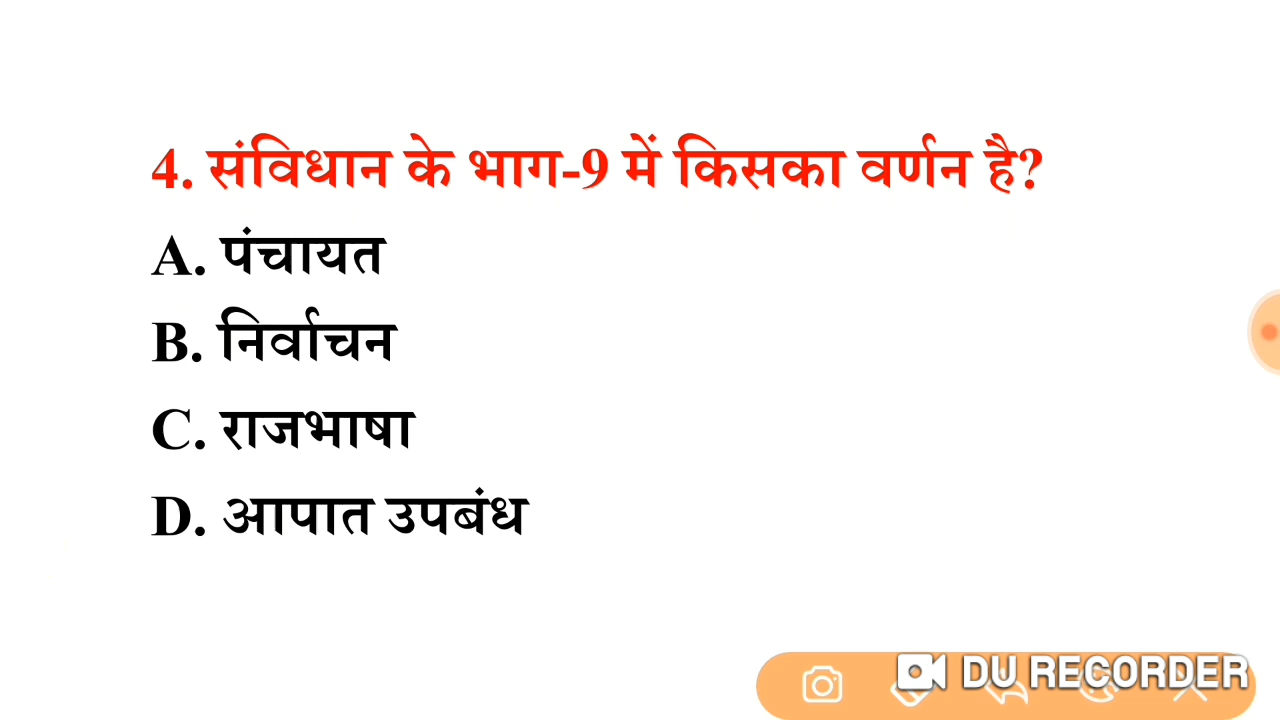 4. संविधान के भाग-9 में किसका वर्णन है?
A. पंचायत
B. निर्वाचन
C. राजभाषा
D. आपात उपबंध
DU RECORDER